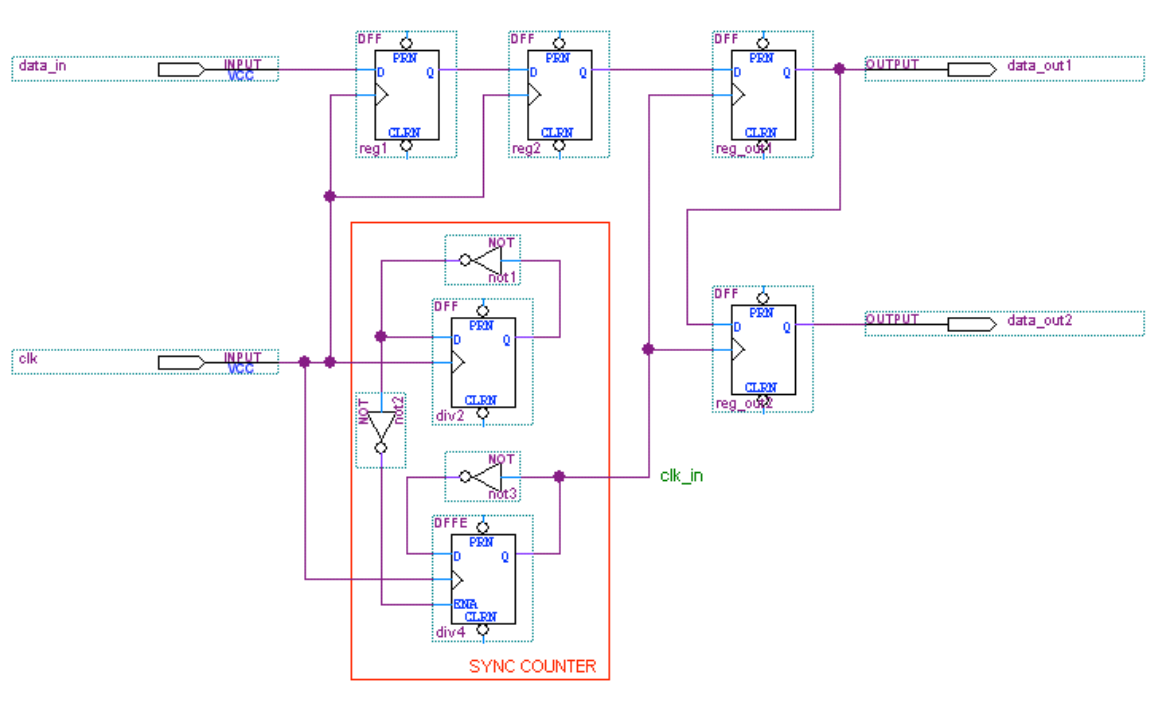 DFF
PRN
D
Q
CLRN
reg1
DFF
PRN
D
Q
CLRN
reg2
DFF
PRN
D
Q
CLRN
reg_out1
data_in
INPUT
VCC
OUTPUT
data_out1
NOT
not1
DFF
PRN
D
Q
CLRN
div2
DFF
PRN
D
Q
CLRN
reg_out2
OUTPUT
data_out2
clk
INPUT
VCC
NOT
not2
NOT
not3
clk_in
DFFE
PRN
D
Q
ENA
CLRN
div4
SYNC COUNTER